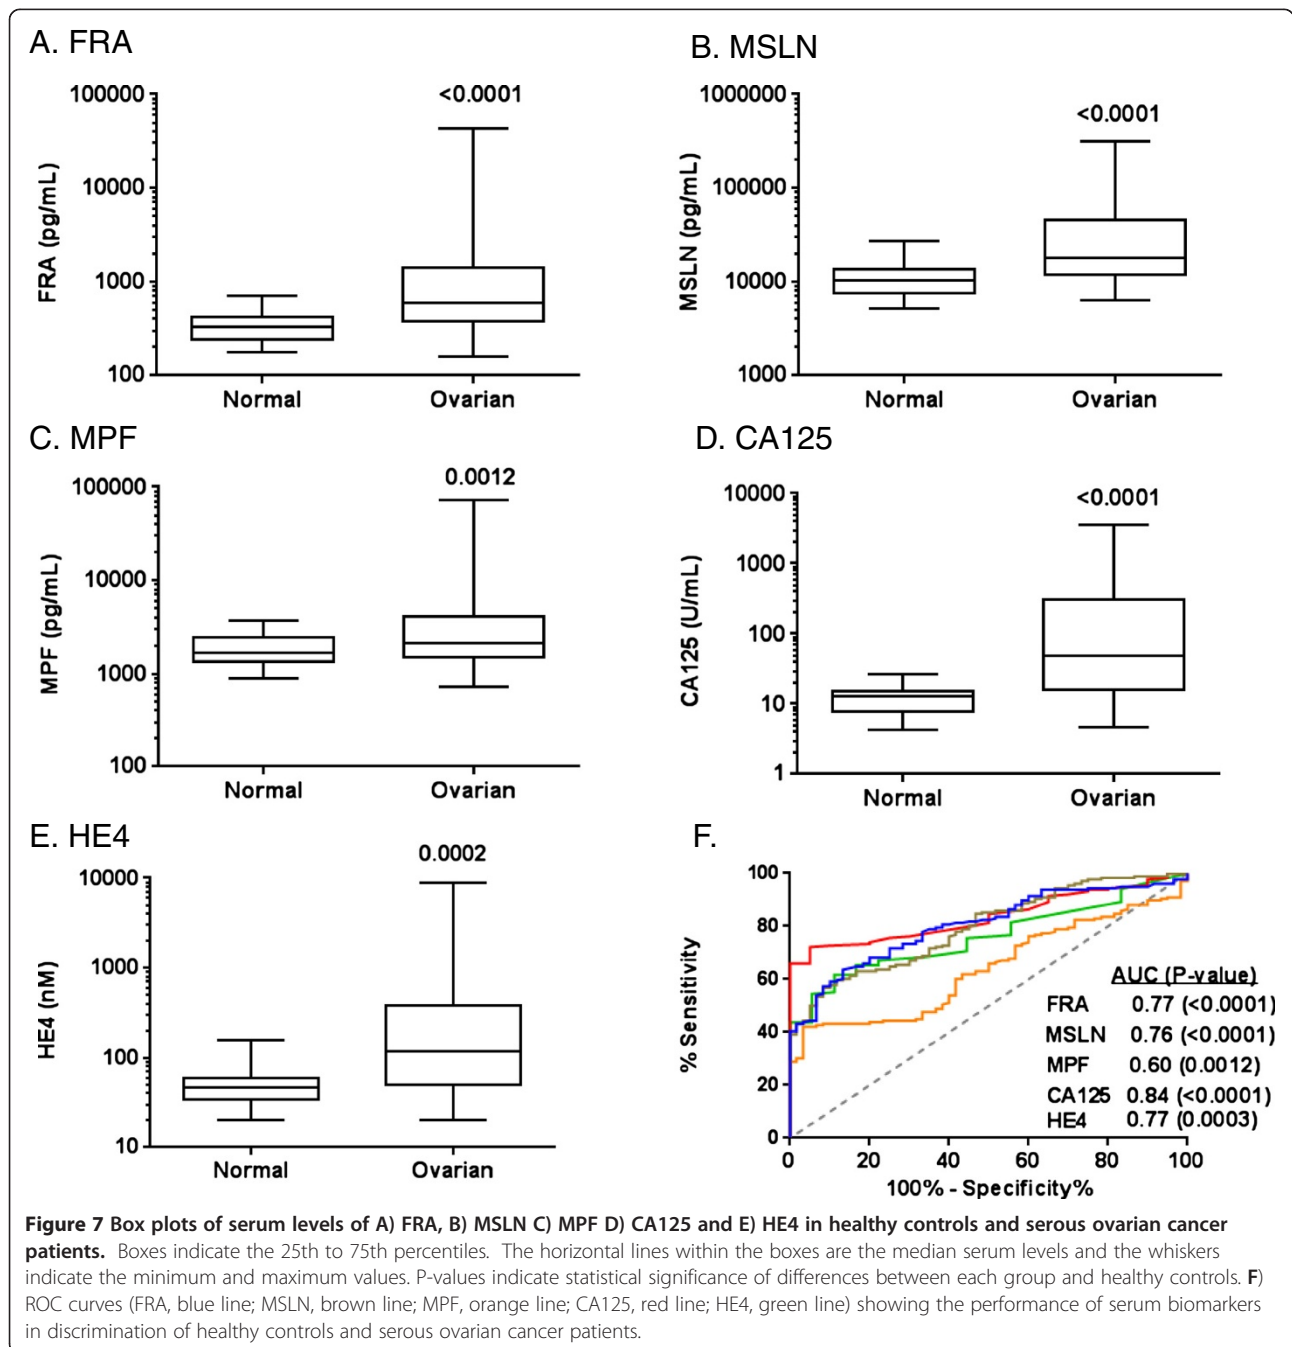 A. FRA
<0.0001
100000
10000
1000
100
FRA (pg/mL)
Normal
Ovarian
B. MSLN
<0.0001
1000000
100000
10000
1000
MSLN (pg/mL)
Normal
Ovarian
C. MPF
0.0012
100000
10000
1000
100
MPF (pg/mL)
Normal
Ovarian
D. CA125
<0.0001
10000
1000
100
10
1
CA125 (U/mL)
Normal
Ovarian
E. HE4
0.0002
10000
1000
100
10
HE4 (nM)
Normal
Ovarian
F.
100
80
60
40
20
0
% Sensitivity
AUC (P-value)
FRA 0.77 (<0.0001)
MSLN 0.76 (<0.0001)
MPF 0.60 (0.0012)
CA125 0.84 (<0.0001)
HE4 0.77 (0.0003)
0 20 40 60 80 100
100% - Specificity%
Figure 7 Box plots of serum levels of A) FRA, B) MSLN C) MPF D) CA125 and E) HE4 in healthy controls and serous ovarian cancer
patients. Boxes indicate the 25th to 75th percentiles. The horizontal lines within the boxes are the median serum levels and the whiskers
indicate the minimum and maximum values. P-values indicate statistical significance of differences between each group and healthy controls. F)
ROC curves (FRA, blue line; MSLN, brown line; MPF, orange line; CA125, red line; HE4, green line) showing the performance of serum biomarkers
in discrimination of healthy controls and serous ovarian cancer patients.